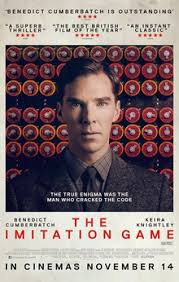 'BENEDICT CUMBERBATCH IS OUTSTANDING'
'A SUPERB THRILLER'
'THE BEST BRITISH FILM OF THE YEAR'
'AN INSTANT CLASSIC'
THE TRUE ENIGMA WAS THE
MAN WHO CRACKED THE CODE
BENEDICT CUMBERBATCH
KEIRA KNIGHTLEY
THE IMITATION GAME
IN CINEMAS NOVEMBER 14